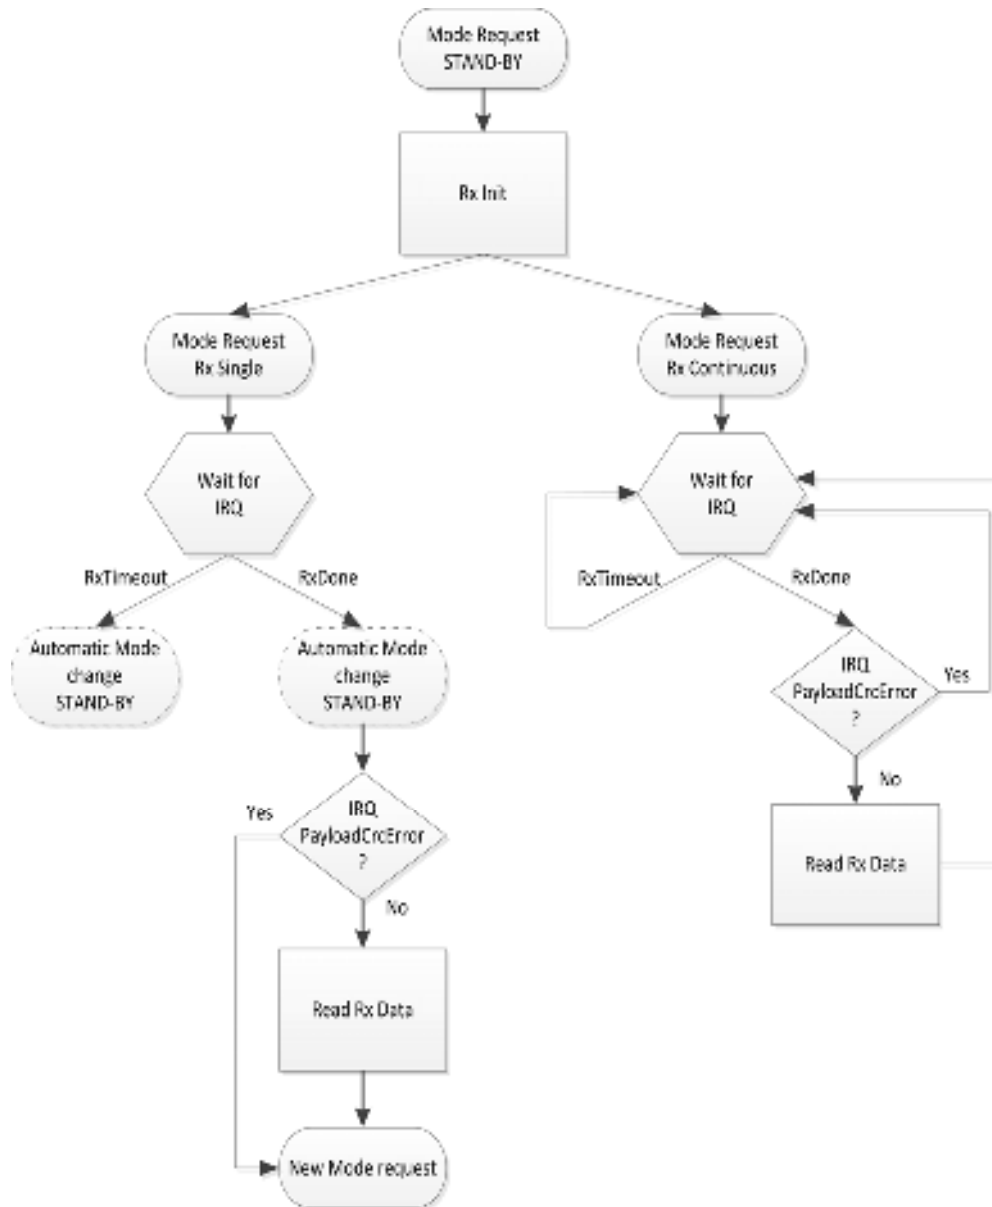 Mode Request
STAND-BY
Rx Init
Mode Request
Rx Single
Mode Request
Rx Continuous
Wait for
IRQ
Wait for
IRQ
RxTimeout
RxDone
RxTimeout
RxDone
Automatic Mode
change
STAND-BY
Automatic Mode
change
STAND-BY
IRQ
PayloadCrcError
?
Yes
No
Yes
IRQ
PayloadCrcError
?
No
Read Rx Data
Read Rx Data
New Mode request